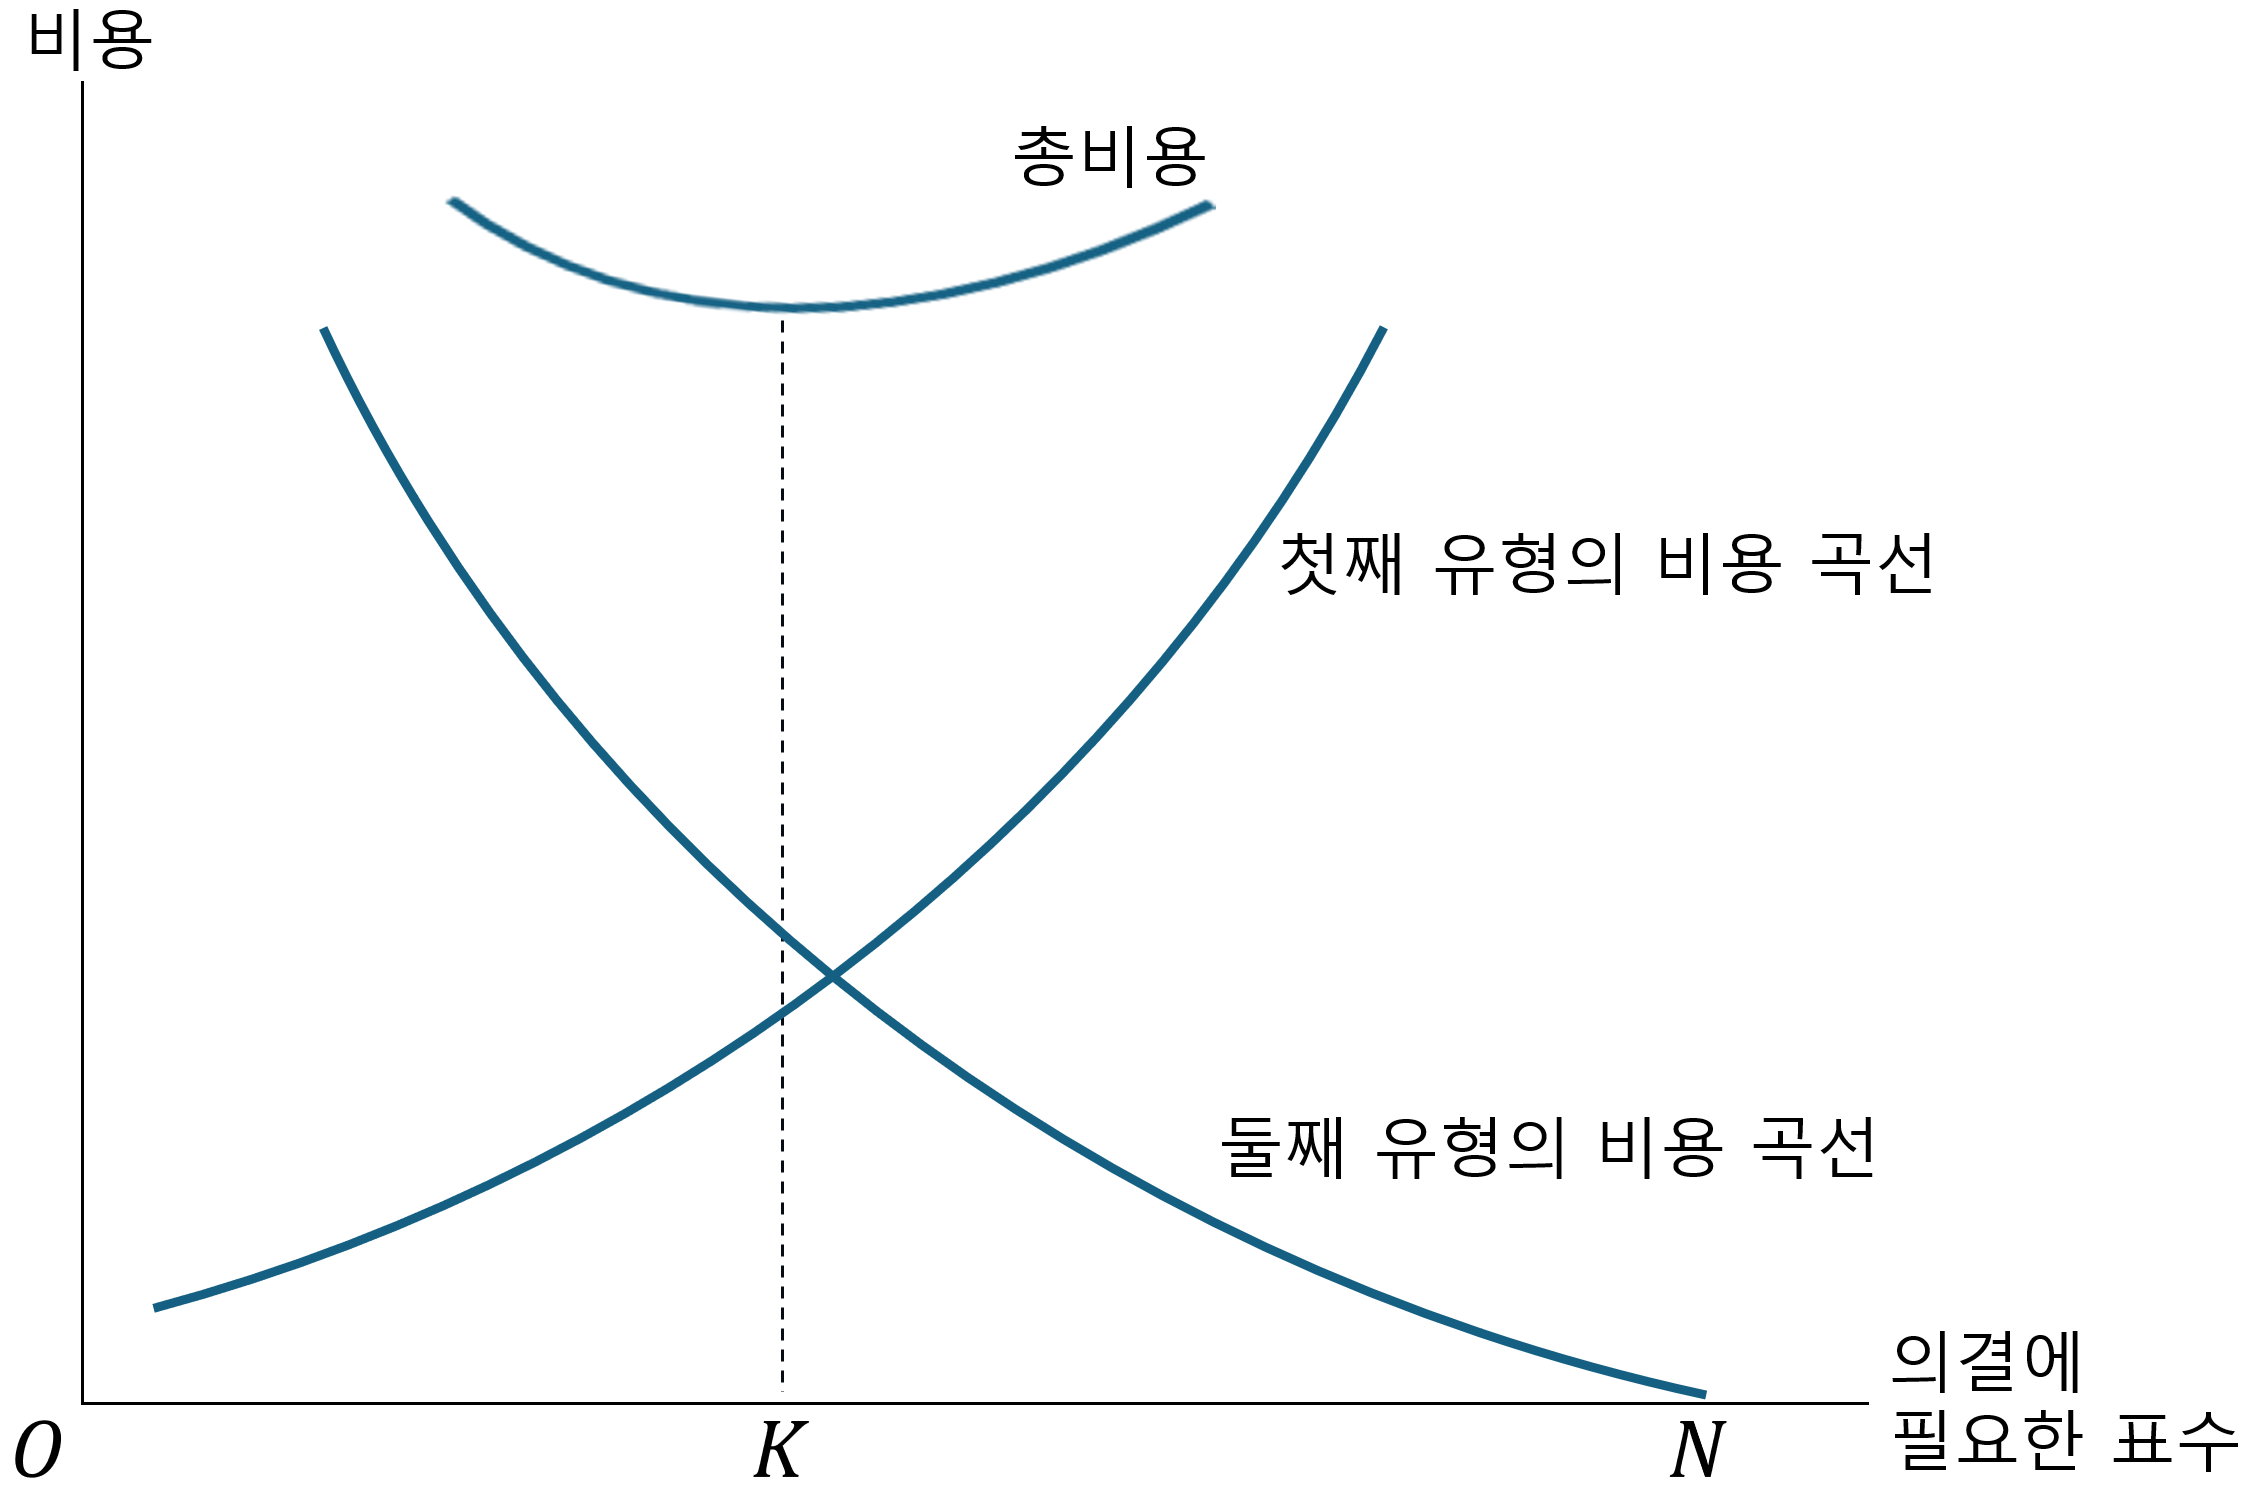 비용
총비용
첫째 유형의 비용 곡선
둘째 유형의 비용 곡선
의결에
필요한 표수
O
K
N